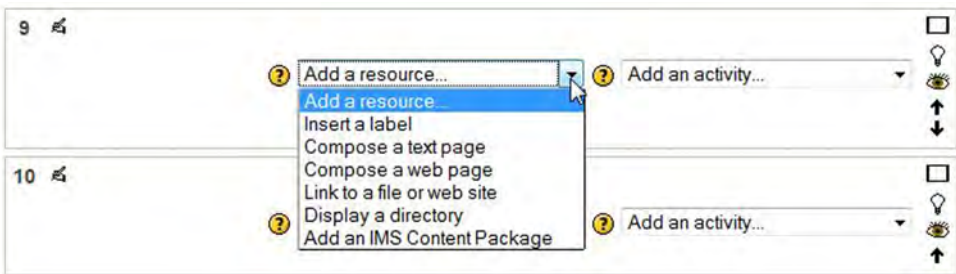 9
? Add a resource... ? Add an activity...
Add a resource...
Insert a label
Compose a text page
Compose a web page
Link to a file or web site
Display a directory
Add an IMS Content Package
10
? ? Add an activity...